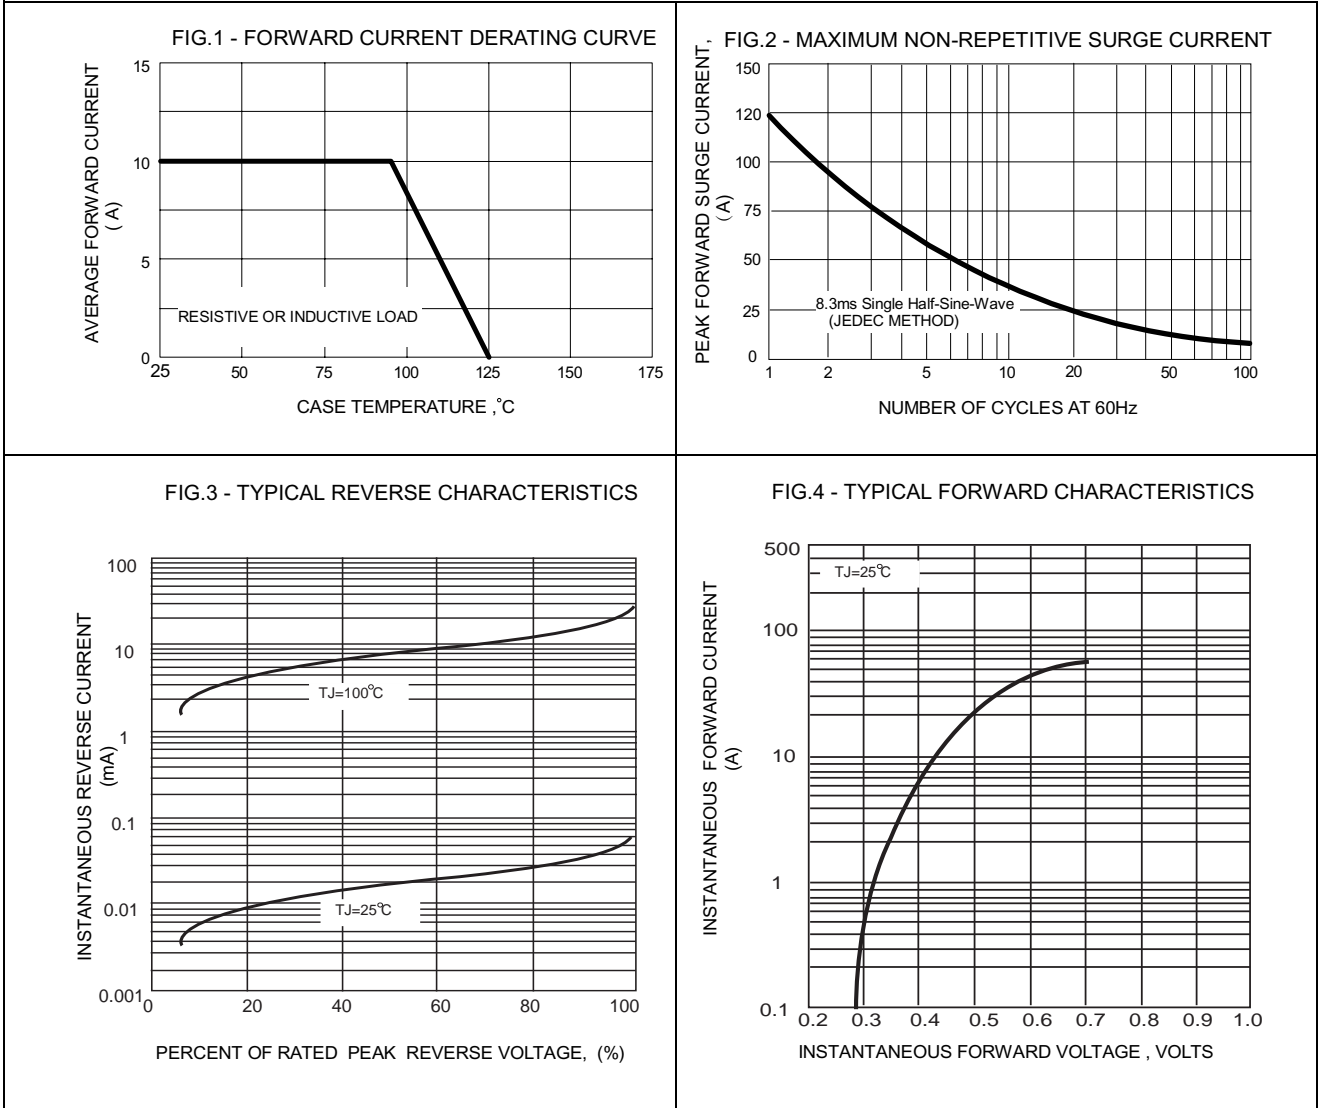 FIG.1 - FORWARD CURRENT DERATING CURVE
AVERAGE FORWARD CURRENT
( A)
15
10
5
0
RESISTIVE OR INDUCTIVE LOAD
25 50 75 100 125 150 175
CASE TEMPERATURE ,°C
FIG.2 - MAXIMUM NON-REPETITIVE SURGE CURRENT
PEAK FORWARD SURGE CURRENT,
( A)
150
120
100
75
50
25
0
8.3ms Single Half-Sine-Wave
(JEDEC METHOD)
1 2 5 10 20 50 100
NUMBER OF CYCLES AT 60Hz
FIG.3 - TYPICAL REVERSE CHARACTERISTICS
INSTANTANEOUS REVERSE CURRENT
(mA)
100
10
1
0.1
0.01
0.001
TJ=100°C
TJ=25°C
0 20 40 60 80 100
PERCENT OF RATED PEAK REVERSE VOLTAGE, (%)
FIG.4 - TYPICAL FORWARD CHARACTERISTICS
INSTANTANEOUS FORWARD CURRENT
(A)
500
100
10
1
0.1
TJ=25°C
0.2 0.3 0.4 0.5 0.6 0.7 0.8 0.9 1.0
INSTANTANEOUS FORWARD VOLTAGE , VOLTS